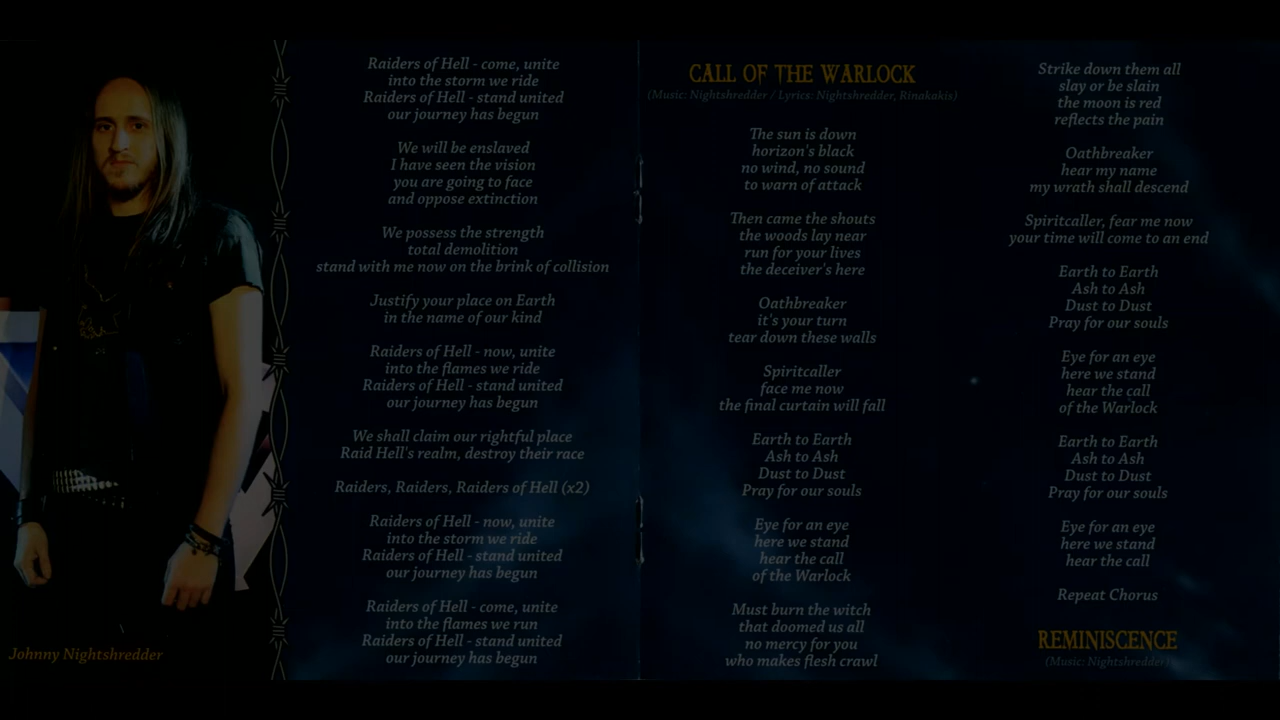 Johnny Nightshredder
Raiders of Hell - come, unite
into the storm we ride
Raiders of Hell - stand united
our journey has begun
We will be enslaved
I have seen the vision
you are going to face
and oppose extinction
We possess the strength
total demolition
stand with me now on the brink of collision
Justify your place on Earth
in the name of our kind
Raiders of Hell - now, unite
into the flames we ride
Raiders of Hell - stand united
our journey has begun
We shall claim our rightful place
Raid Hell's realm, destroy their race
Raiders, Raiders, Raiders of Hell (x2)
Raiders of Hell - now, unite
into the storm we ride
Raiders of Hell - stand united
our journey has begun
Raiders of Hell - come, unite
into the flames we run
Raiders of Hell - stand united
our journey has begun
CALL OF THE WARLOCK
(Music: Nightshredder / Lyrics: Nightshredder, Rinakakis)
The sun is down
horizon's black
no wind, no sound
to warn of attack
Then came the shouts
the woods lay near
run for your lives
the deceiver's here
Oathbreaker
it's your turn
tear down these walls
Spiritcaller
face me now
the final curtain will fall
Earth to Earth
Ash to Ash
Dust to Dust
Pray for our souls
Eye for an eye
here we stand
hear the call
of the Warlock
Must burn the witch
that doomed us all
no mercy for you
who makes flesh crawl
Strike down them all
slay or be slain
the moon is red
reflects the pain
Oathbreaker
hear my name
my wrath shall descend
Spiritcaller, fear me now
your time will come to an end
Earth to Earth
Ash to Ash
Dust to Dust
Pray for our souls
Eye for an eye
here we stand
hear the call
of the Warlock
Earth to Earth
Ash to Ash
Dust to Dust
Pray for our souls
Eye for an eye
here we stand
hear the call
Repeat Chorus
REMINISCENCE
(Music: Nightshredder)